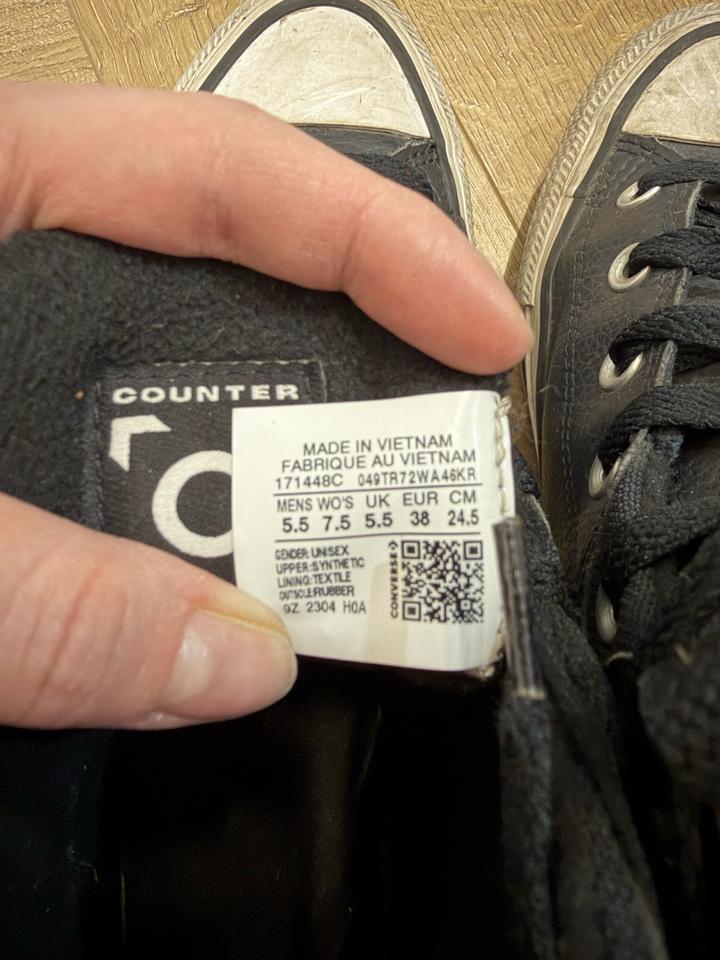 COUNTER
MADE IN VIETNAM
FABRIQUE AU VIETNAM
171448C 049TR72WA46KR
MENS WO'S UK EUR CM
5.5 7.5 5.5 38 24.5
GENDER: UNISEX
UPPER: SYNTHETIC
LINING: TEXTILE
OUTSOLE: RUBBER
9Z 2304 H0A
CONVERSE